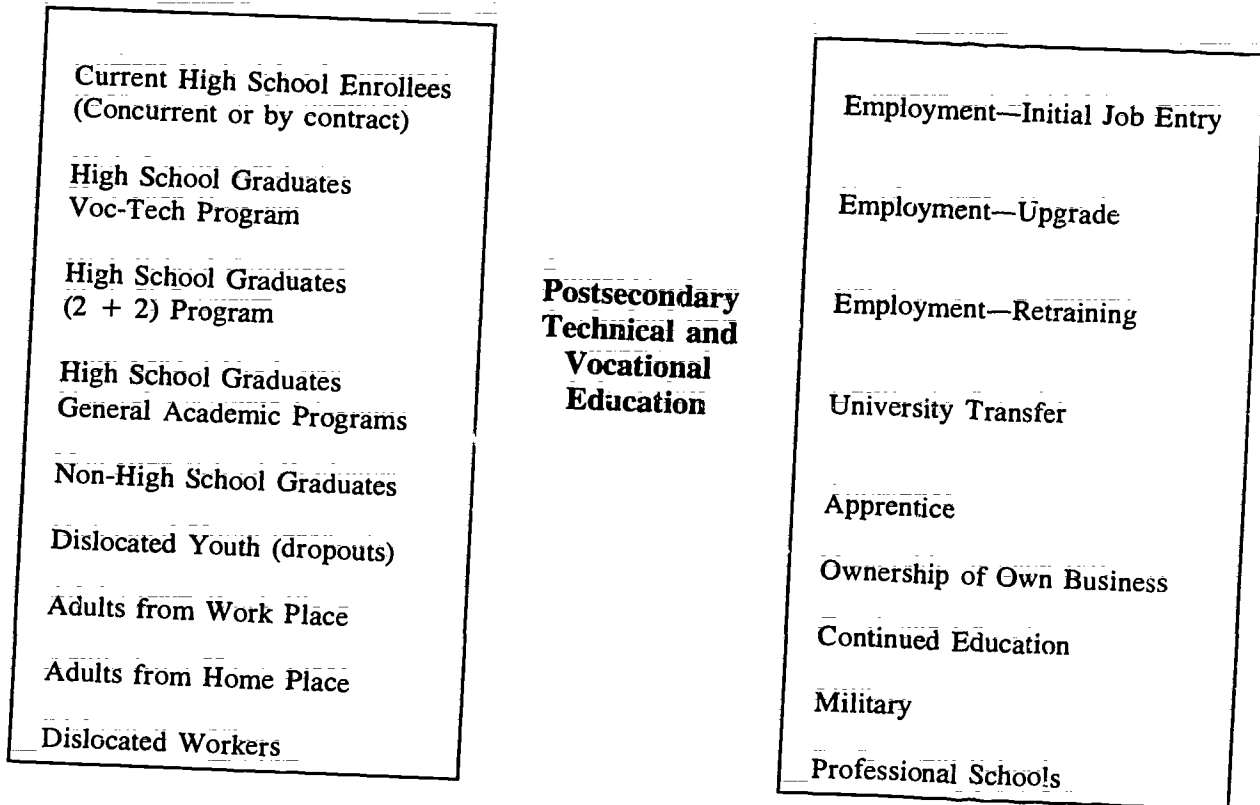 Current High School Enrollees
(Concurrent or by contract)
High School Graduates
Voc-Tech Program
High School Graduates
(2 + 2) Program
High School Graduates
General Academic Programs
Non-High School Graduates
Dislocated Youth (dropouts)
Adults from Work Place
Adults from Home Place
Dislocated Workers
Postsecondary
Technical and
Vocational
Education
Employment—Initial Job Entry
Employment—Upgrade
Employment—Retraining
University Transfer
Apprentice
Ownership of Own Business
Continued Education
Military
Professional Schools